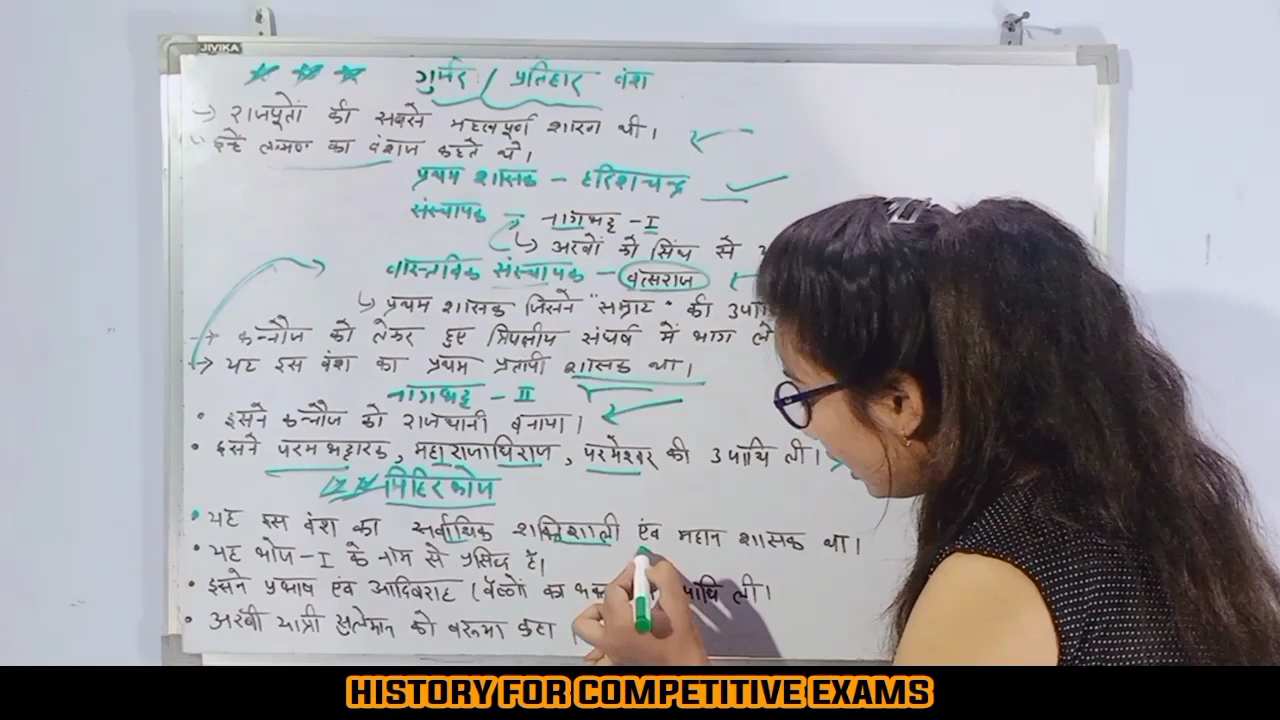 JIVIKA
गुर्जर / प्रतिहार वंश
→ राजपूतों की सबसे महत्वपूर्ण शाखा थी।
इन्हें लक्ष्मण का वंशज कहते थे।
प्रथम शासक - हरिशचन्द्र
संस्थापक - नागभट्ट - I
↳ अरबों को सिंध से
वास्तविक संस्थापक - वत्सराज
↳ प्रथम शासक जिसने "सम्राट" की उपा
→ कन्नौज को लेकर हुए त्रिपक्षीय संघर्ष में भाग ले
→ यह इस वंश का प्रथम प्रतापी शासक था।
नागभट्ट - II
• इसने कन्नौज को राजधानी बनाया।
• इसने परमभट्टारक, महाराजाधिराज, परमेश्वर की उपाधि ली।
मिहिरभोज
• यह इस वंश का सर्वाधिक शक्तिशाली एंव महान शासक था।
• यह भोज-I के नाम से प्रसिद्ध है।
• इसने प्रभाष एंव आदिवराह ( का भक्त पाधि ली।
• अरबी यात्री सुलेमान को बरूआ कहा
HISTORY FOR COMPETITIVE EXAMS